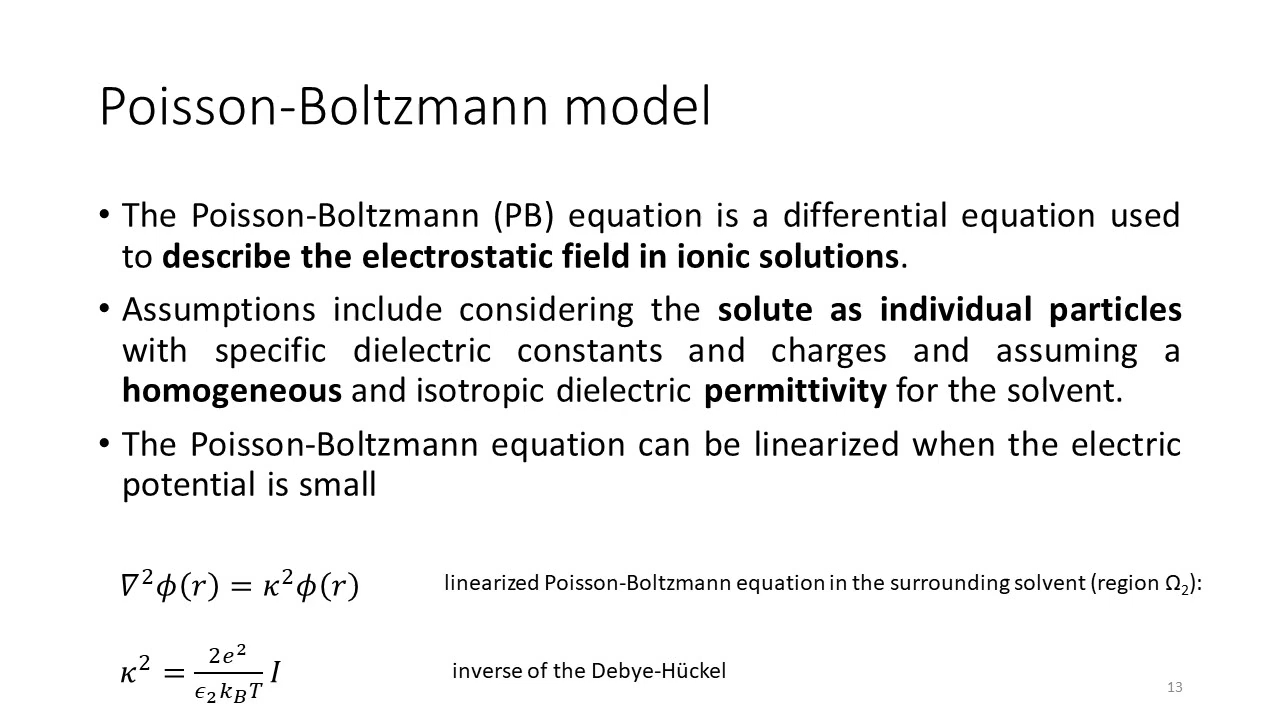 Poisson-Boltzmann model
• The Poisson-Boltzmann (PB) equation is a differential equation used
to describe the electrostatic field in ionic solutions.
• Assumptions include considering the solute as individual particles
with specific dielectric constants and charges and assuming a
homogeneous and isotropic dielectric permittivity for the solvent.
• The Poisson-Boltzmann equation can be linearized when the electric
potential is small
∇²ϕ(r) = κ²ϕ(r) linearized Poisson-Boltzmann equation in the surrounding solvent (region Ω₂):
κ² = 2e²/(ϵ₂k_BT) I inverse of the Debye-Hückel
13